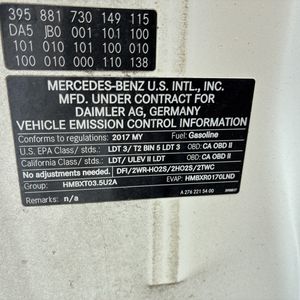 395 881 730 149 115
DA5 JB0 001 101 100
101 010 101 100 010
100 010 000 110 138
MERCEDES-BENZ U.S. INTL., INC.
MFD. UNDER CONTRACT FOR
DAIMLER AG, GERMANY
VEHICLE EMISSION CONTROL INFORMATION
Conforms to regulations: 2017 MY Fuel: Gasoline
U.S. EPA Class/ stds.: LDT 3/ T2 BIN 5 LDT 3 OBD: CA OBD II
California Class/ stds.: LDT/ ULEV II LDT OBD: CA OBD II
No adjustments needed. DFI/2WR-HO2S/2HO2S/2TWC
Group: HMBXT03.5U2A EVAP: HMBXR0170LND
Remarks: n/a A 276 221 54 00